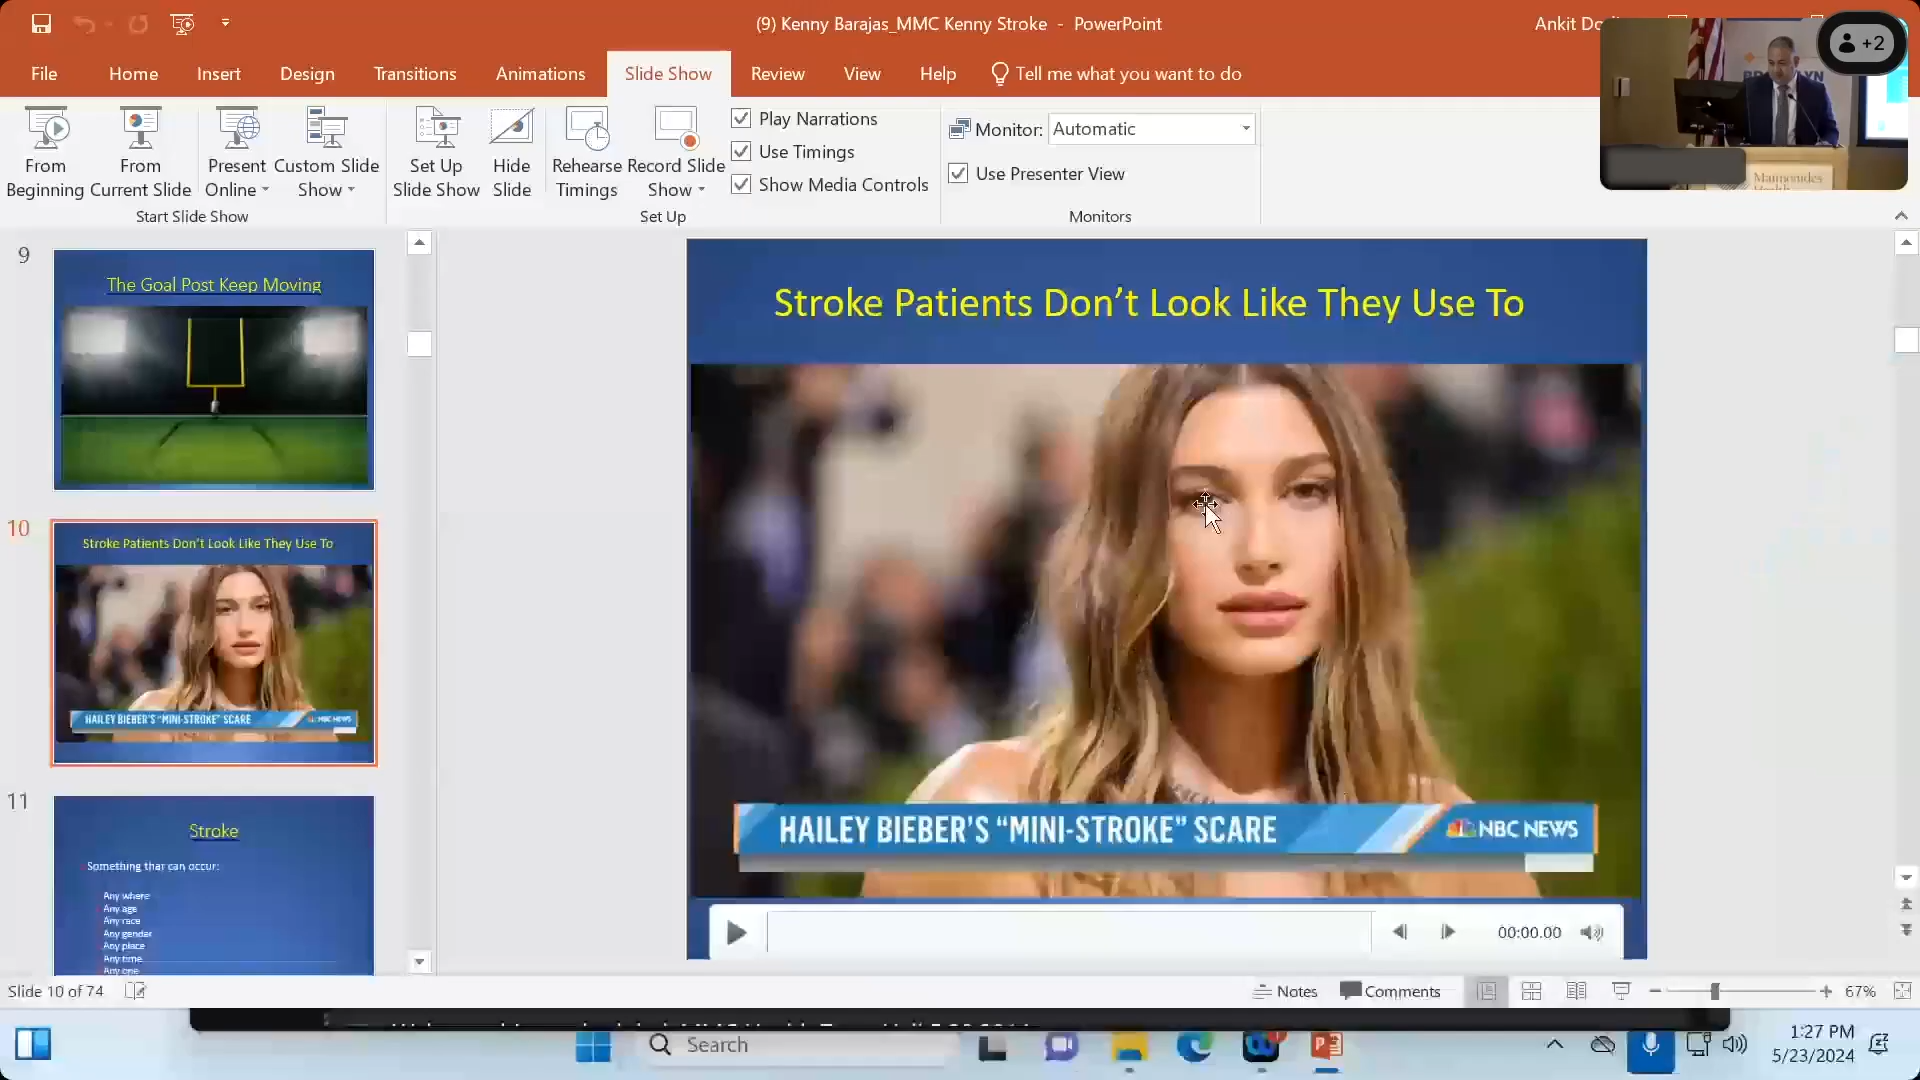 (9) Kenny Barajas_MMC Kenny Stroke - PowerPoint
+2
File Home Insert Design Transitions Animations Slide Show Review View Help Tell me what you want to do
From Beginning
From Current Slide
Present Online
Custom Slide Show
Set Up Slide Show
Hide Slide
Rehearse Timings
Record Slide Show
Play Narrations
Use Timings
Show Media Controls
Monitor: Automatic
Use Presenter View
Start Slide Show
Set Up
Monitors
Maimonides
Health
9
The Goal Post Keep Moving
10
Stroke Patients Don't Look Like They Use To
HAILEY BIEBER'S "MINI-STROKE" SCARE
NBC NEWS
11
Stroke
Something that can occur:
Any where
Any age
Any race
Any gender
Any place
Any time
Any one
Stroke Patients Don't Look Like They Use To
HAILEY BIEBER'S "MINI-STROKE" SCARE
NBC NEWS
00:00.00
Slide 10 of 74
Notes
Comments
67%
Search
1:27 PM
5/23/2024